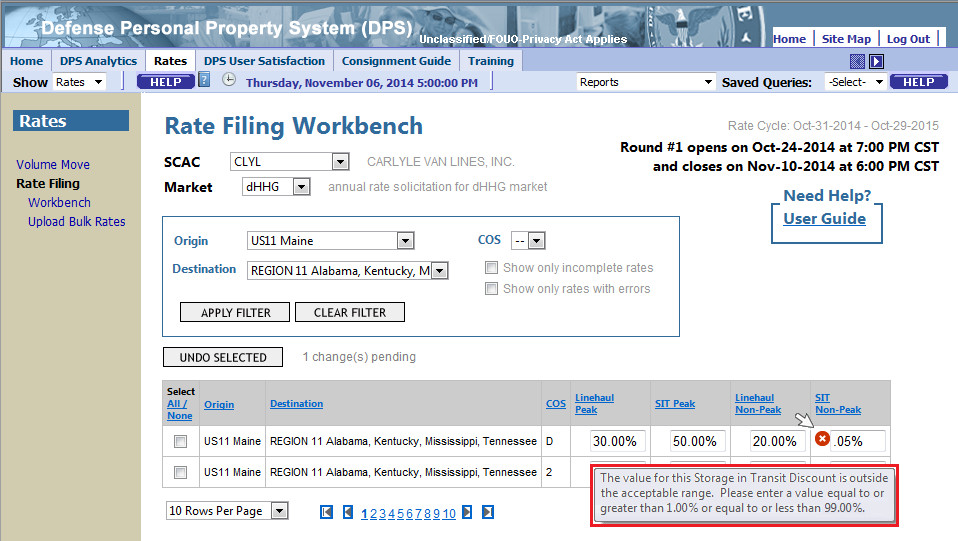 Defense Personal Property System (DPS)
Unclassified/FOUO-Privacy Act Applies
Home | Site Map | Log Out |
Home DPS Analytics Rates DPS User Satisfaction Consignment Guide Training
Show Rates HELP ? Thursday, November 06, 2014 5:00:00 PM Reports Saved Queries: -Select- HELP
Rates
Volume Move
Rate Filing
Workbench
Upload Bulk Rates
Rate Filing Workbench
Rate Cycle: Oct-31-2014 - Oct-29-2015
Round #1 opens on Oct-24-2014 at 7:00 PM CST
and closes on Nov-10-2014 at 6:00 PM CST
SCAC CLYL CARLYLE VAN LINES, INC.
Market dHHG annual rate solicitation for dHHG market
Need Help?
User Guide
Origin US11 Maine COS --
Destination REGION 11 Alabama, Kentucky, M
Show only incomplete rates
Show only rates with errors
APPLY FILTER CLEAR FILTER
UNDO SELECTED 1 change(s) pending
Select
All /
None
Origin
Destination
COS
Linehaul
Peak
SIT Peak
Linehaul
Non-Peak
SIT
Non-Peak
US11 Maine REGION 11 Alabama, Kentucky, Mississippi, Tennessee D 30.00% 50.00% 20.00% .05%
US11 Maine REGION 11 Alabama, Kentucky, Mississippi, Tennessee 2
The value for this Storage in Transit Discount is outside
the acceptable range. Please enter a value equal to or
greater than 1.00% or equal to or less than 99.00%.
10 Rows Per Page 1 2 3 4 5 6 7 8 9 10